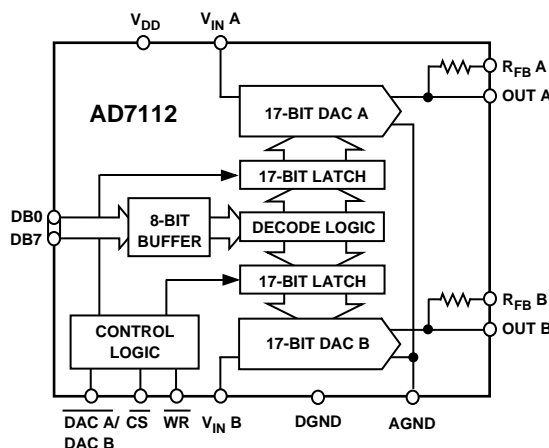 V_DD
V_IN A
R_FB A
OUT A
AD7112
17-BIT DAC A
17-BIT LATCH
DB0
DB7
8-BIT
BUFFER
DECODE LOGIC
17-BIT LATCH
CONTROL
LOGIC
17-BIT DAC B
R_FB B
OUT B
DAC A/
DAC B
CS
WR
V_IN B
DGND
AGND